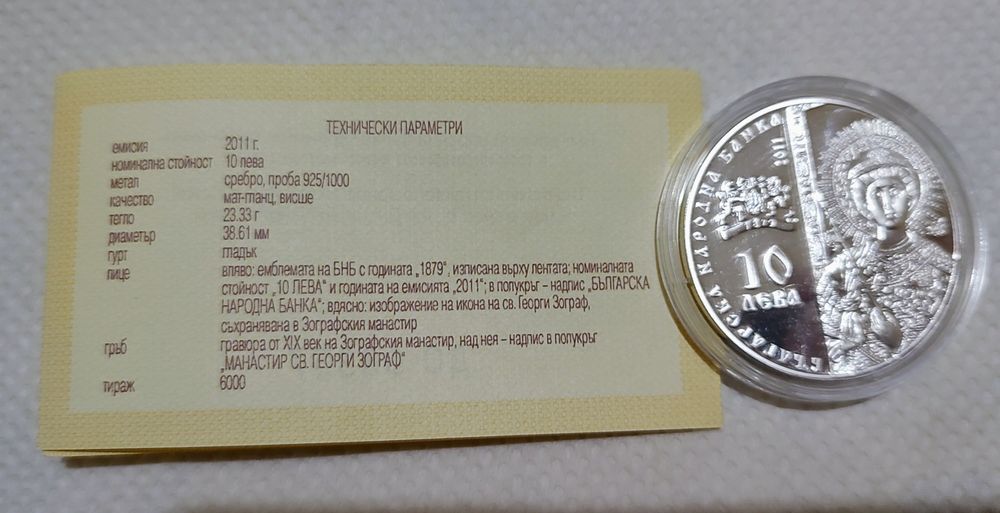 ТЕХНИЧЕСКИ ПАРАМЕТРИ
емисия 2011 г.
номинална стойност 10 лева
метал сребро, проба 925/1000
качество мат-гланц, висше
тегло 23.33 г
диаметър 38.61 мм
гурт гладък
лице вляво: емблемата на БНБ с годината „1879", изписана върху лентата; номиналната
стойност „10 ЛЕВА" и годината на емисията „2011"; в полукръг – надпис „БЪЛГАРСКА
НАРОДНА БАНКА"; вдясно: изображение на икона на св. Георги Зограф,
съхранявана в Зографския манастир
гръб гравюра от XIX век на Зографския манастир, над нея – надпис в полукръг
„МАНАСТИР СВ. ГЕОРГИ ЗОГРАФ"
тираж 6000
БЪЛГАРСКА НАРОДНА БАНКА
2011
1879
10
ЛЕВА